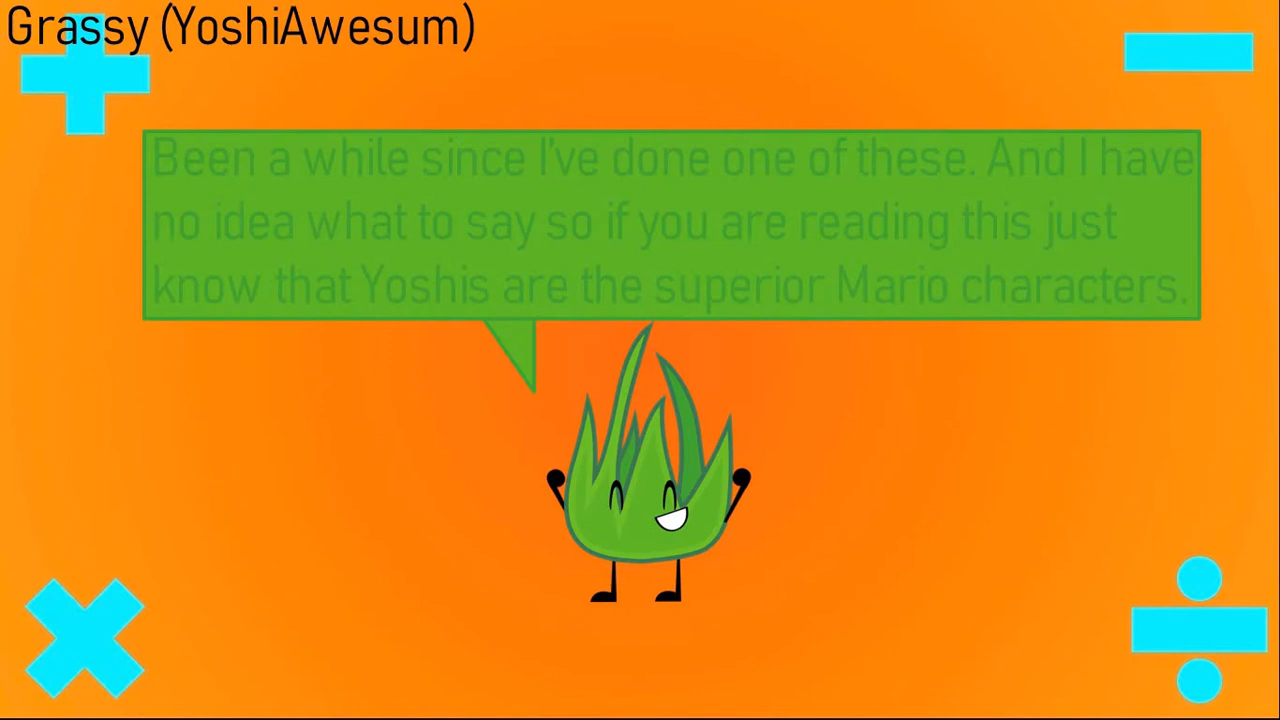 Grassy (YoshiAwesum)
Been a while since I've done one of these. And I have
no idea what to say so if you are reading this just
know that Yoshis are the superior Mario characters.